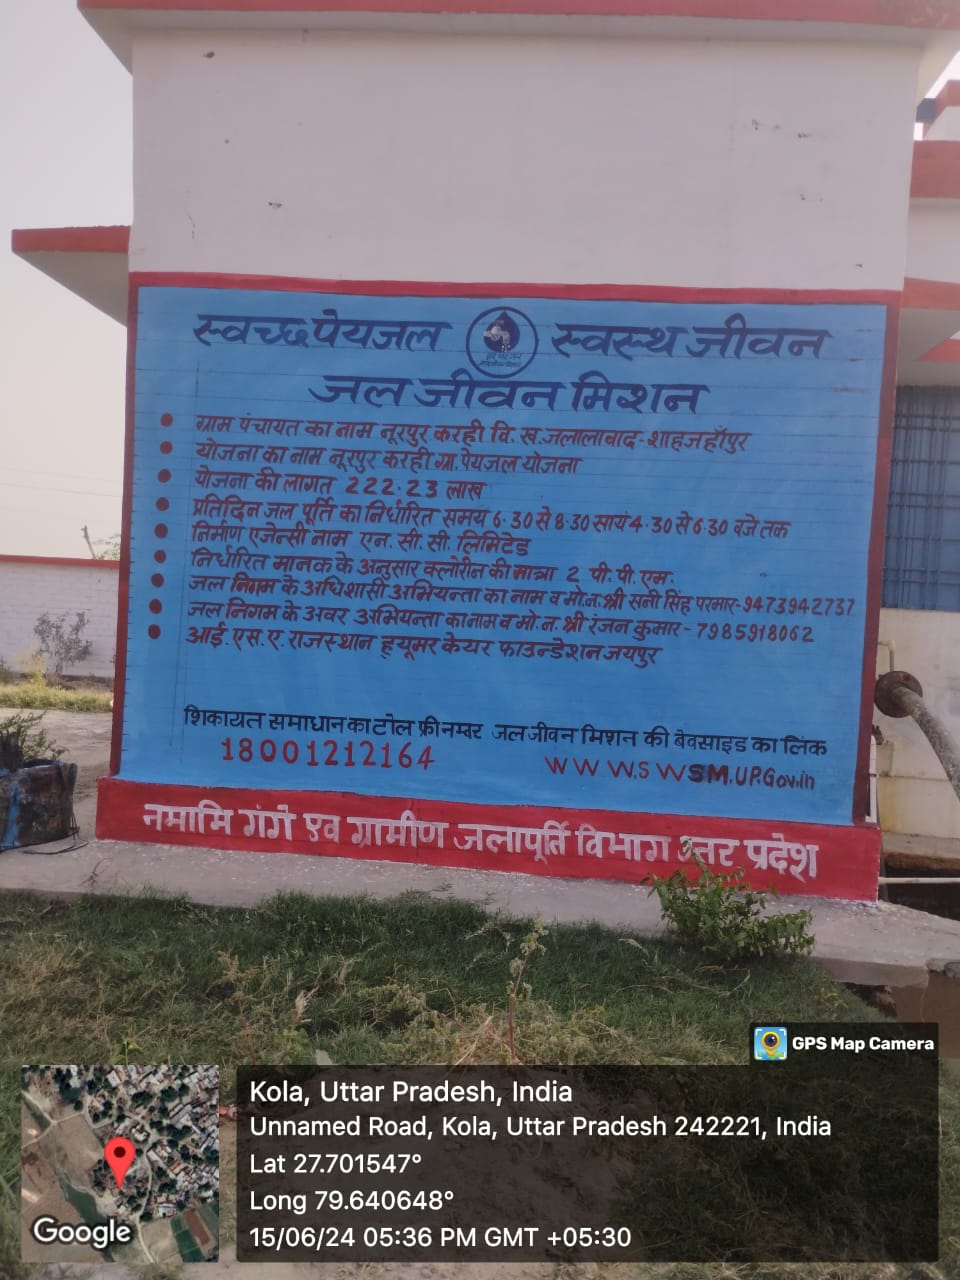 स्वच्छ पेयजल स्वस्थ जीवन
जल जीवन मिशन
ग्राम पंचायत का नाम नूरपुर करही वि. ख. जलालाबाद-शाहजहाँपुर
योजना का नाम नूरपुर करही ग्रा. पेयजल योजना
योजना की लागत 222.23 लाख
प्रतिदिन जल पूर्ति का निर्धारित समय 6.30 से 8.30 सायं 4.30 से 6.30 बजे तक
निर्माण एजेन्सी नाम एन. सी. सी. लिमिटेड
निर्धारित मानक के अनुसार क्लोरीन की मात्रा 2 पी. पी. एम.
जल निगम के अधिशासी अभियन्ता का नाम व मो.न. श्री सनी सिंह परमार-9473942737
जल निगम के अवर अभियन्ता का नाम व मो.न. श्री रंजन कुमार-7985918062
आई. एस. ए. राजस्थान ह्यूमर केयर फाउन्डेशन जयपुर
शिकायत समाधान का टोल फ्री नम्बर जल जीवन मिशन की बेवसाइड का लिंक
18001212164 WWW.SWSM.UP.Gov.in
नमामि गंगे एव ग्रामीण जलापूर्ति विभाग उत्तर प्रदेश
GPS Map Camera
Kola, Uttar Pradesh, India
Unnamed Road, Kola, Uttar Pradesh 242221, India
Lat 27.701547°
Long 79.640648°
15/06/24 05:36 PM GMT +05:30
Google